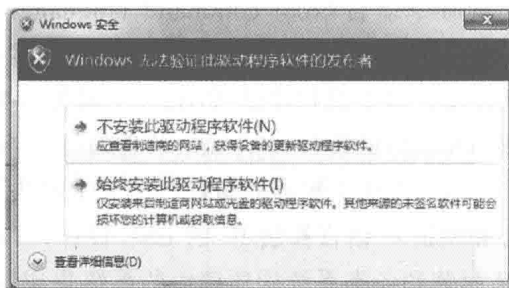 Windows 安全
Windows 无法验证此驱动程序软件的发布者
不安装此驱动程序软件(N)
应查看制造商的网站，获得设备的更新驱动程序软件。
始终安装此驱动程序软件(I)
仅安装来自制造商网站或光盘的驱动程序软件。其他来源的未签名软件可能会
损坏您的计算机或窃取信息。
查看详细信息(D)